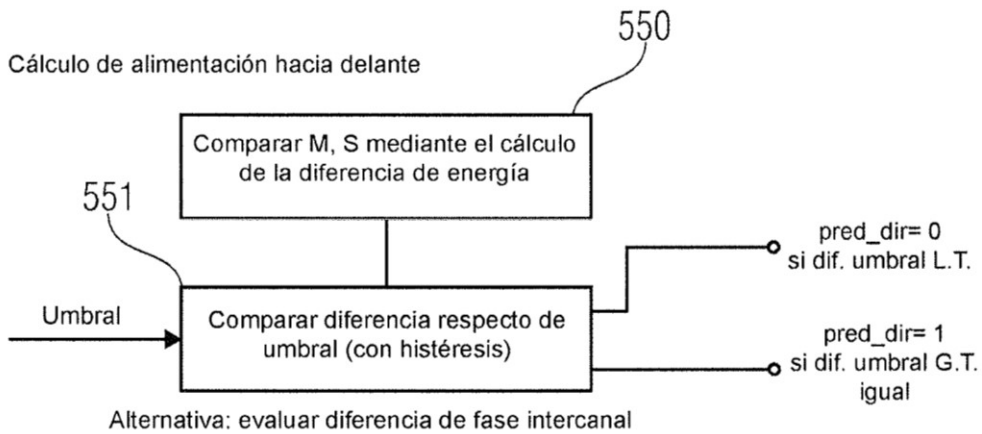 550
Cálculo de alimentación hacia delante
Comparar M, S mediante el cálculo
de la diferencia de energía
551
Umbral
Comparar diferencia respecto de
umbral (con histéresis)
pred_dir= 0
si dif. umbral L.T.
pred_dir= 1
si dif. umbral G.T.
igual
Alternativa: evaluar diferencia de fase intercanal